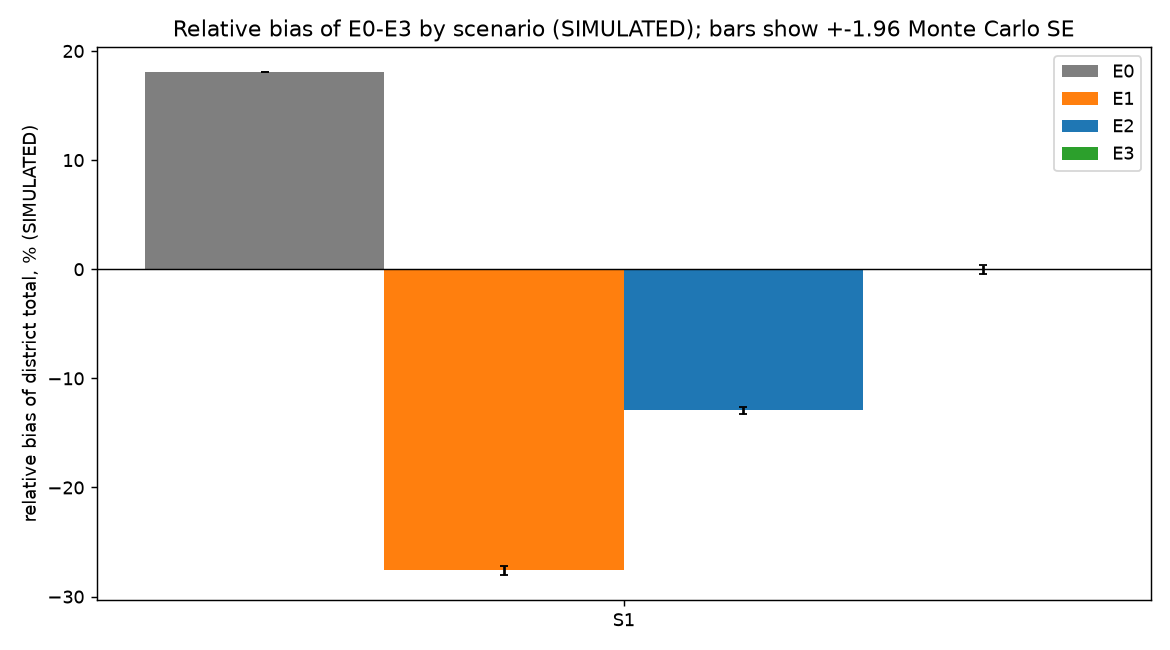 Relative bias of E0-E3 by scenario (SIMULATED); bars show +-1.96 Monte Carlo SE
relative bias of district total, % (SIMULATED)
20
10
0
−10
−20
−30
S1
E0
E1
E2
E3